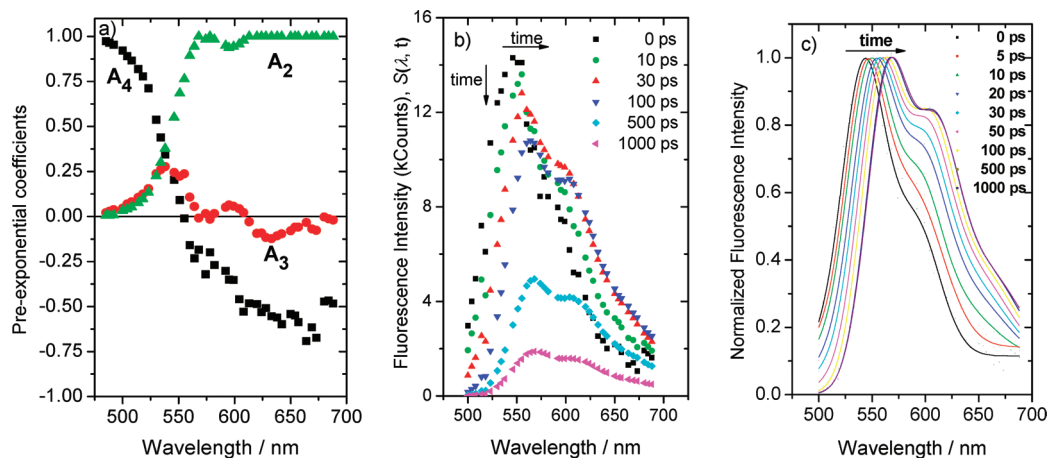 a)
1.00
0.75
0.50
0.25
0.00
-0.25
-0.50
-0.75
-1.00
Pre-exponential coefficients
A4
A2
A3
500 550 600 650 700
Wavelength / nm
b)
16
12
8
4
0
Fluorescence Intensity (kCounts), S(λ, t)
time
time
0 ps
10 ps
30 ps
100 ps
500 ps
1000 ps
500 550 600 650 700
Wavelength / nm
c)
1.0
0.8
0.6
0.4
0.2
0.0
Normalized Fluorescence Intensity
time
0 ps
5 ps
10 ps
20 ps
30 ps
50 ps
100 ps
500 ps
1000 ps
500 550 600 650 700
Wavelength / nm